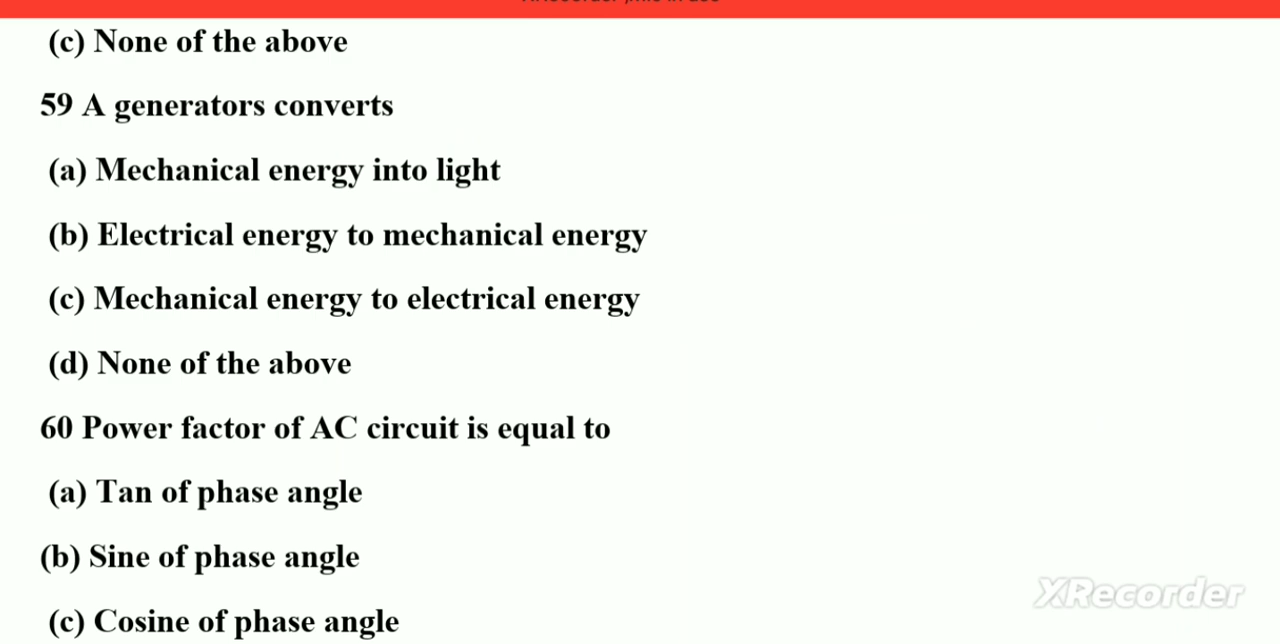 (c) None of the above
59 A generators converts
(a) Mechanical energy into light
(b) Electrical energy to mechanical energy
(c) Mechanical energy to electrical energy
(d) None of the above
60 Power factor of AC circuit is equal to
(a) Tan of phase angle
(b) Sine of phase angle
(c) Cosine of phase angle
XRecorder